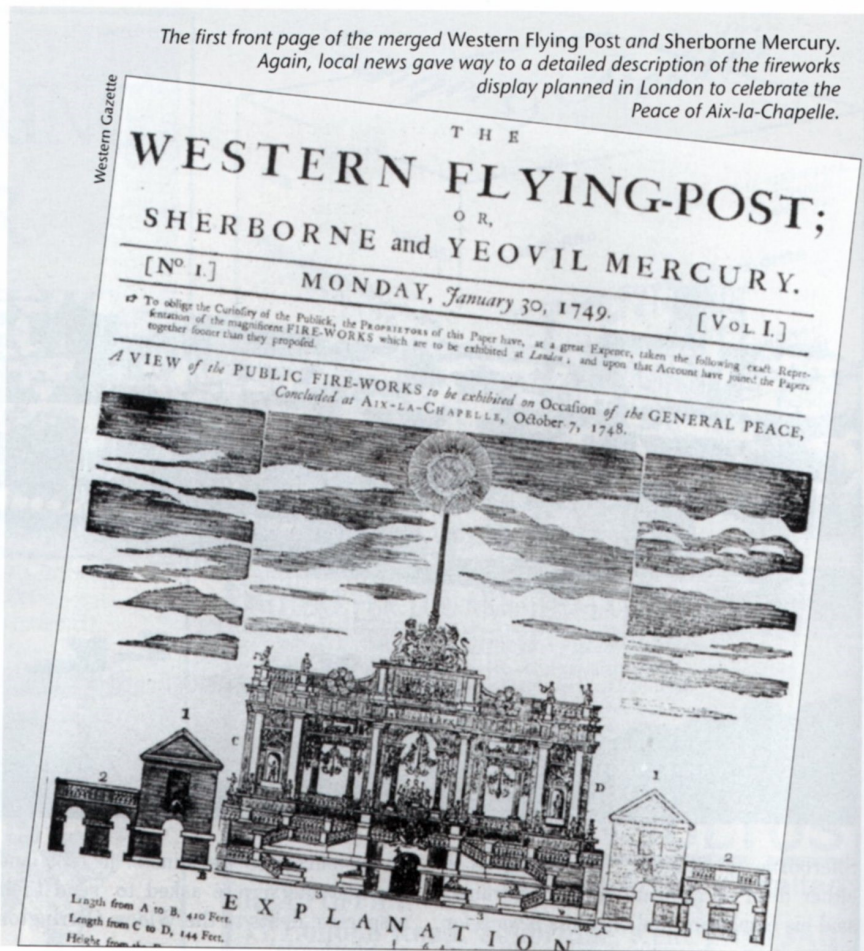 The first front page of the merged Western Flying Post and Sherborne Mercury.
Again, local news gave way to a detailed description of the fireworks
display planned in London to celebrate the
Peace of Aix-la-Chapelle.
Western Gazette
THE
WESTERN FLYING-POST;
OR,
SHERBORNE and YEOVIL MERCURY.
[No. I.] MONDAY, January 30, 1749. [VOL. I.]
☞ To oblige the Curiosity of the Publick, the PROPRIETORS of this Paper have, at a great Expence, taken the following exact Repre-
sentation of the magnificent FIRE-WORKS which are to be exhibited at London, and upon that Account have joined the Papers
together sooner than they proposed.
A VIEW of the PUBLIC FIRE-WORKS to be exhibited on Occasion of the GENERAL PEACE,
Concluded at AIX-LA-CHAPELLE, October 7, 1748.
1
2
C
D
1
2
B
Length from A to B, 410 Feet.
Length from C to D, 144 Feet.
Height from the
EXPLANATION